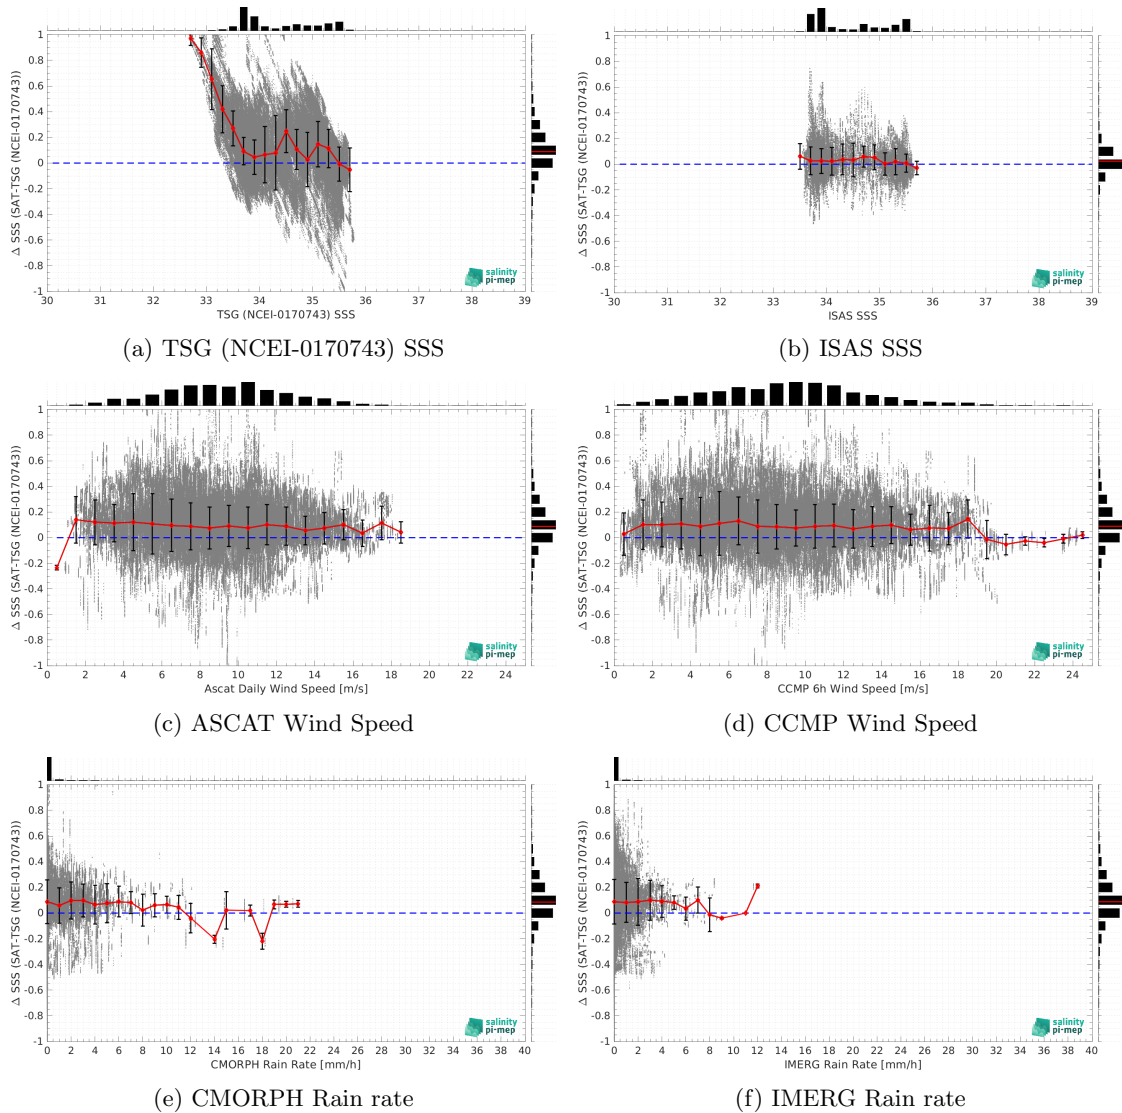 Δ SSS (SAT-TSG (NCEI-0170743))
1
0.8
0.6
0.4
0.2
0
-0.2
-0.4
-0.6
-0.8
-1
30 31 32 33 34 35 36 37 38 39
TSG (NCEI-0170743) SSS
salinity
pi-mep
(a) TSG (NCEI-0170743) SSS
Δ SSS (SAT-TSG (NCEI-0170743))
1
0.8
0.6
0.4
0.2
0
-0.2
-0.4
-0.6
-0.8
-1
30 31 32 33 34 35 36 37 38 39
ISAS SSS
salinity
pi-mep
(b) ISAS SSS
Δ SSS (SAT-TSG (NCEI-0170743))
1
0.8
0.6
0.4
0.2
0
-0.2
-0.4
-0.6
-0.8
-1
0 2 4 6 8 10 12 14 16 18 20 22 24
Ascat Daily Wind Speed [m/s]
salinity
pi-mep
(c) ASCAT Wind Speed
Δ SSS (SAT-TSG (NCEI-0170743))
1
0.8
0.6
0.4
0.2
0
-0.2
-0.4
-0.6
-0.8
-1
0 2 4 6 8 10 12 14 16 18 20 22 24
CCMP 6h Wind Speed [m/s]
salinity
pi-mep
(d) CCMP Wind Speed
Δ SSS (SAT-TSG (NCEI-0170743))
1
0.8
0.6
0.4
0.2
0
-0.2
-0.4
-0.6
-0.8
-1
0 2 4 6 8 10 12 14 16 18 20 22 24 26 28 30 32 34 36 38 40
CMORPH Rain Rate [mm/h]
salinity
pi-mep
(e) CMORPH Rain rate
Δ SSS (SAT-TSG (NCEI-0170743))
1
0.8
0.6
0.4
0.2
0
-0.2
-0.4
-0.6
-0.8
-1
0 2 4 6 8 10 12 14 16 18 20 22 24 26 28 30 32 34 36 38 40
IMERG Rain Rate [mm/h]
salinity
pi-mep
(f) IMERG Rain rate